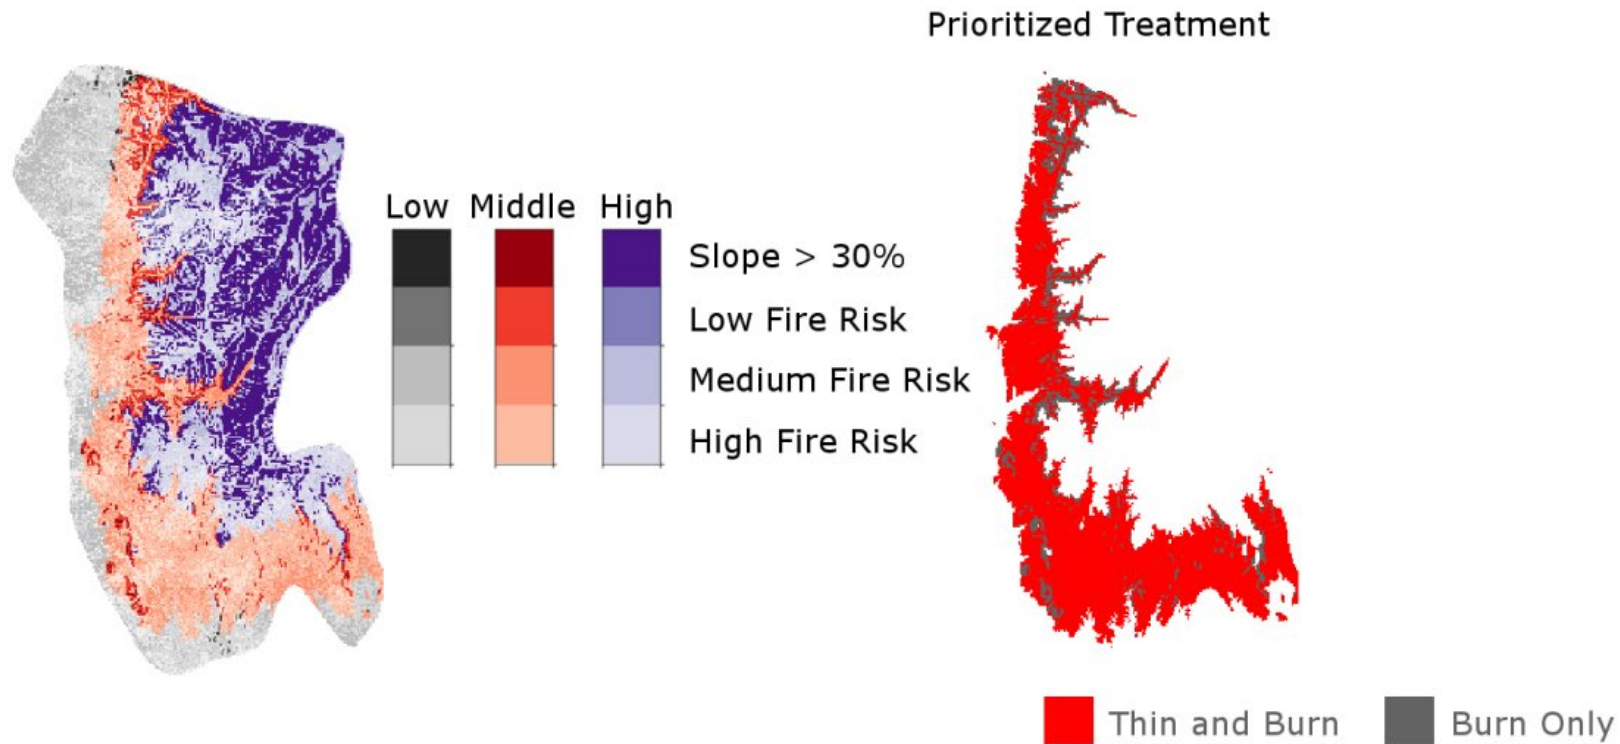 Prioritized Treatment
Low Middle High
Slope > 30%
Low Fire Risk
Medium Fire Risk
High Fire Risk
Thin and Burn Burn Only